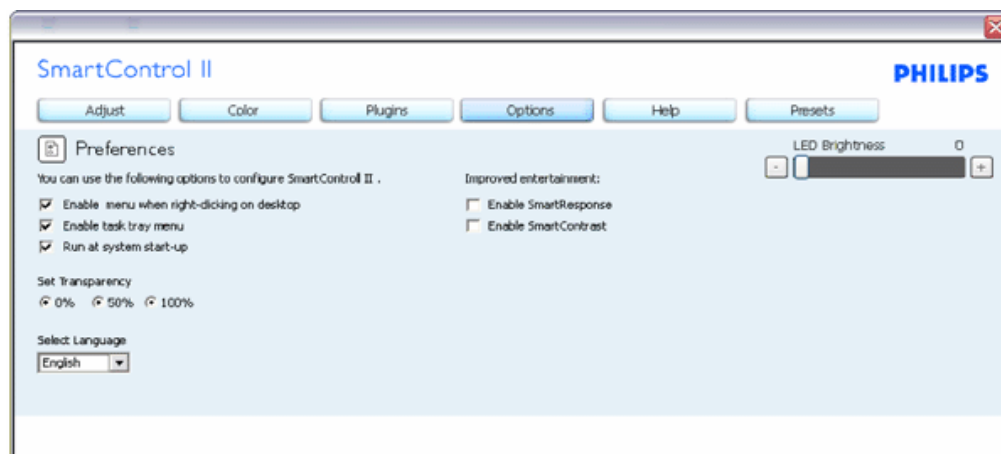 SmartControl II
PHILIPS
Adjust
Color
Plugins
Options
Help
Presets
Preferences
LED Brightness 0
- +
You can use the following options to configure SmartControl II .
Improved entertainment:
Enable menu when right-clicking on desktop
Enable SmartResponse
Enable task tray menu
Enable SmartContrast
Run at system start-up
Set Transparency
0% 50% 100%
Select Language
English